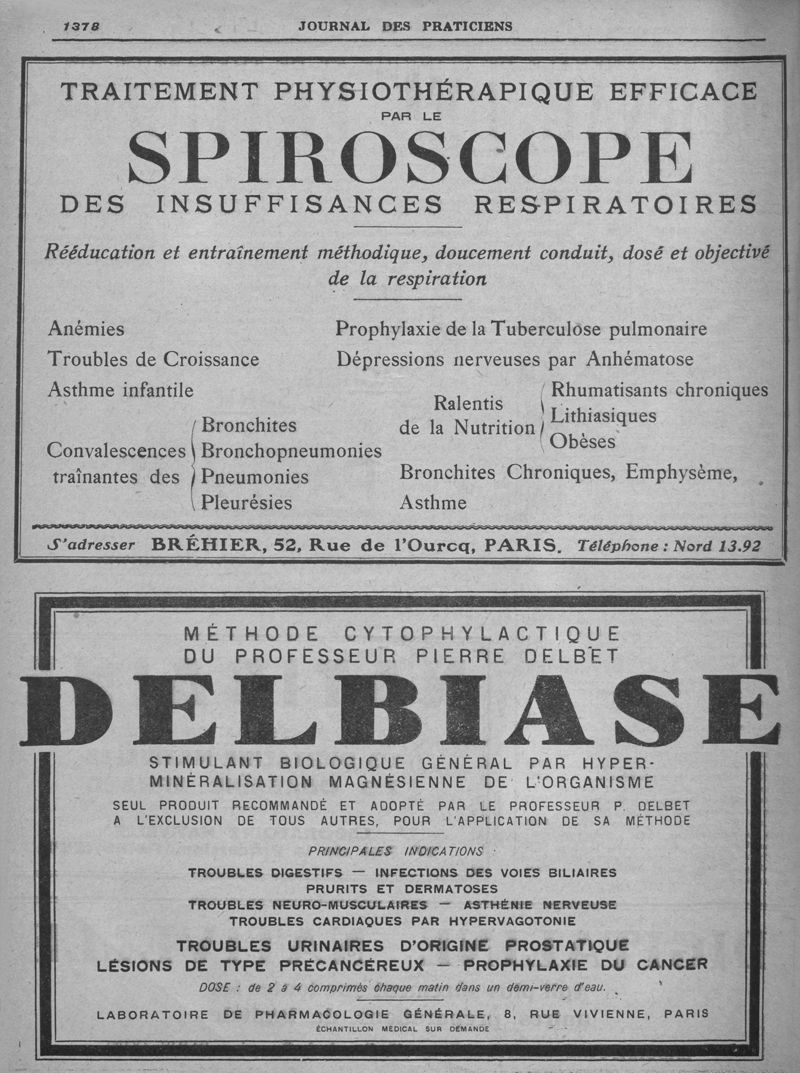 1378
JOURNAL DES PRATICIENS
TRAITEMENT PHYSIOTHÉRAPIQUE EFFICACE
PAR LE
SPIROSCOPE
DES INSUFFISANCES RESPIRATOIRES
Rééducation et entraînement méthodique, doucement conduit, dosé et objectivé
de la respiration
Anémies
Troubles de Croissance
Asthme infantile
Convalescences
traînantes des
Bronchites
Bronchopneumonies
Pneumonies
Pleurésies
Prophylaxie de la Tuberculose pulmonaire
Dépressions nerveuses par Anhématose
Ralentis
de la Nutrition
Rhumatisants chroniques
Lithiasiques
Obèses
Bronchites Chroniques, Emphysème,
Asthme
S'adresser BRÉHIER, 52, Rue de l'Ourcq, PARIS. Téléphone : Nord 13.92
MÉTHODE CYTOPHYLACTIQUE
DU PROFESSEUR PIERRE DELBET
DELBIASE
STIMULANT BIOLOGIQUE GÉNÉRAL PAR HYPER-
MINÉRALISATION MAGNÉSIENNE DE L'ORGANISME
SEUL PRODUIT RECOMMANDÉ ET ADOPTÉ PAR LE PROFESSEUR P. DELBET
A L'EXCLUSION DE TOUS AUTRES, POUR L'APPLICATION DE SA MÉTHODE
PRINCIPALES INDICATIONS
TROUBLES DIGESTIFS — INFECTIONS DES VOIES BILIAIRES
PRURITS ET DERMATOSES
TROUBLES NEURO-MUSCULAIRES — ASTHÉNIE NERVEUSE
TROUBLES CARDIAQUES PAR HYPERVAGOTONIE
TROUBLES URINAIRES D'ORIGINE PROSTATIQUE
LÉSIONS DE TYPE PRÉCANCÉREUX — PROPHYLAXIE DU CANCER
DOSE : de 2 à 4 comprimés chaque matin dans un demi-verre d'eau.
LABORATOIRE DE PHARMACOLOGIE GÉNÉRALE, 8, RUE VIVIENNE, PARIS
ÉCHANTILLON MÉDICAL SUR DEMANDE